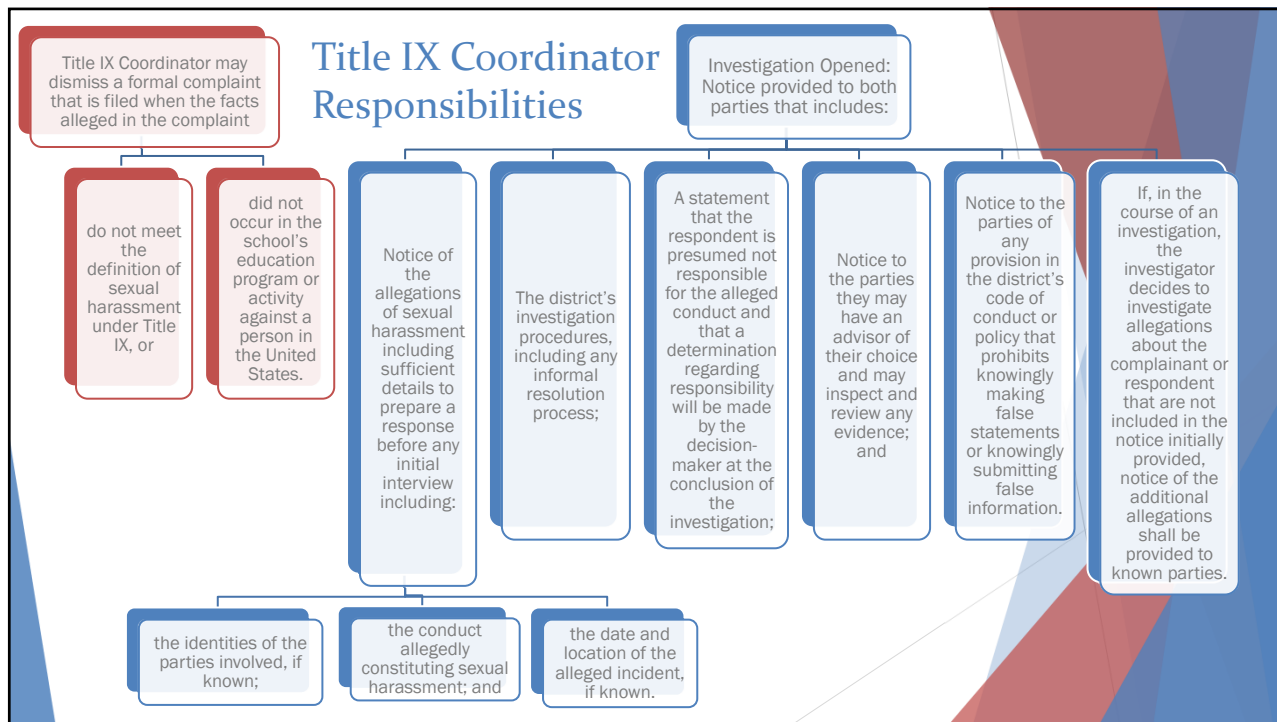 Title IX Coordinator
Responsibilities
Title IX Coordinator may
dismiss a formal complaint
that is filed when the facts
alleged in the complaint
do not meet
the
definition of
sexual
harassment
under Title
IX, or
did not
occur in the
school’s
education
program or
activity
against a
person in
the United
States.
Investigation Opened:
Notice provided to both
parties that includes:
Notice of
the
allegations
of sexual
harassment
including
sufficient
details to
prepare a
response
before any
initial
interview
including:
the identities of the
parties involved, if
known;
the conduct
allegedly
constituting sexual
harassment; and
the date and
location of the
alleged incident,
if known.
The district’s
investigation
procedures,
including any
informal
resolution
process;
A statement
that the
respondent is
presumed not
responsible
for the alleged
conduct and
that a
determination
regarding
responsibility
will be made
by the
decision-
maker at the
conclusion of
the
investigation;
Notice to
the parties
they may
have an
advisor of
their choice
and may
inspect and
review any
evidence;
and
Notice to the
parties of
any
provision in
the district’s
code of
conduct or
policy that
prohibits
knowingly
making
false
statements
or knowingly
submitting
false
information.
If, in the
course of an
investigation,
the
investigator
decides to
investigate
allegations
about the
complainant or
respondent
that are not
included in the
notice initially
provided,
notice of the
additional
allegations
shall be
provided to
known parties.